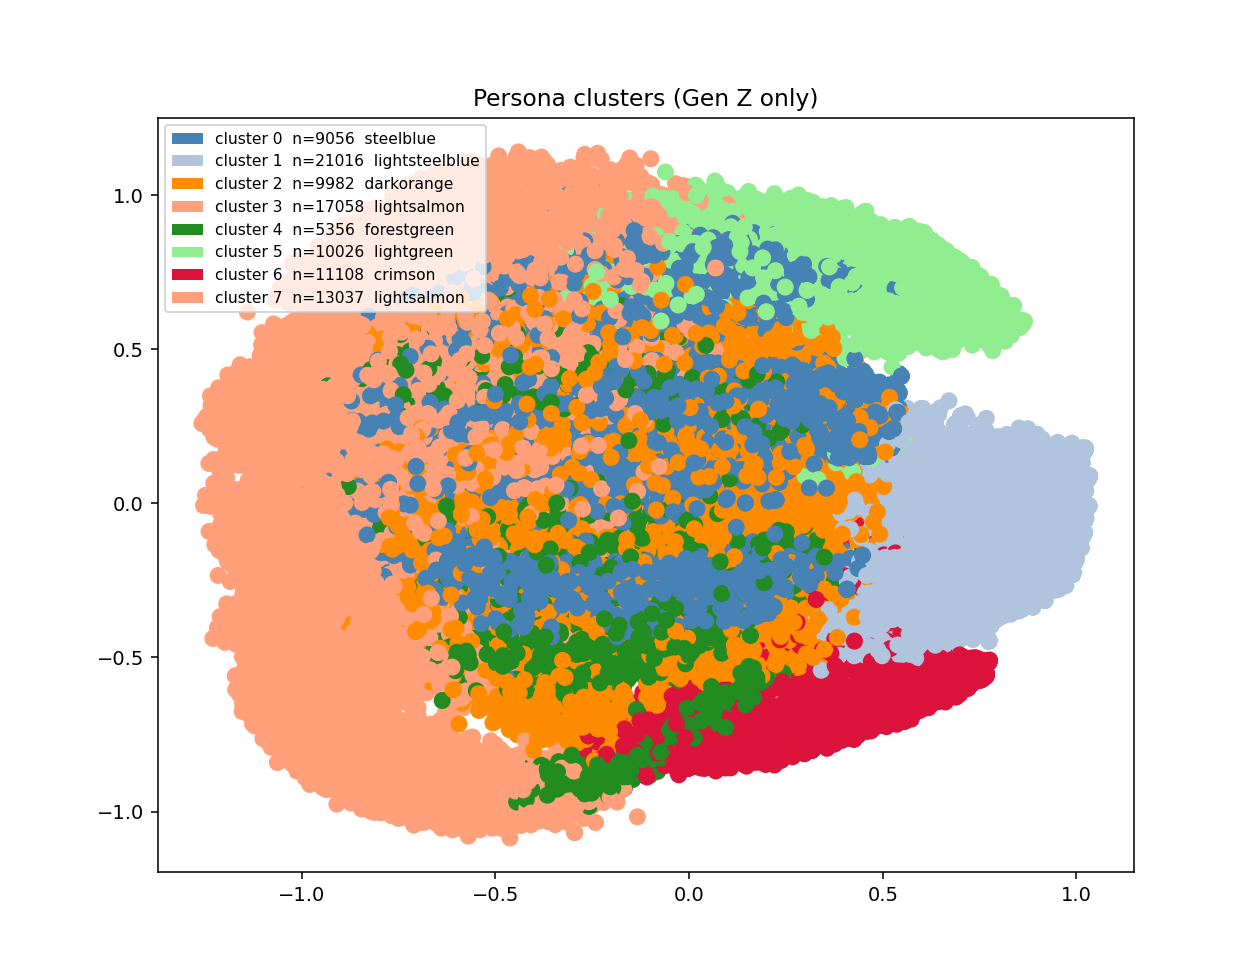 Persona clusters (Gen Z only)
cluster 0  n=9056  steelblue
cluster 1  n=21016  lightsteelblue
cluster 2  n=9982  darkorange
cluster 3  n=17058  lightsalmon
cluster 4  n=5356  forestgreen
cluster 5  n=10026  lightgreen
cluster 6  n=11108  crimson
cluster 7  n=13037  lightsalmon
1.0
0.5
0.0
−0.5
−1.0
−1.0 −0.5 0.0 0.5 1.0